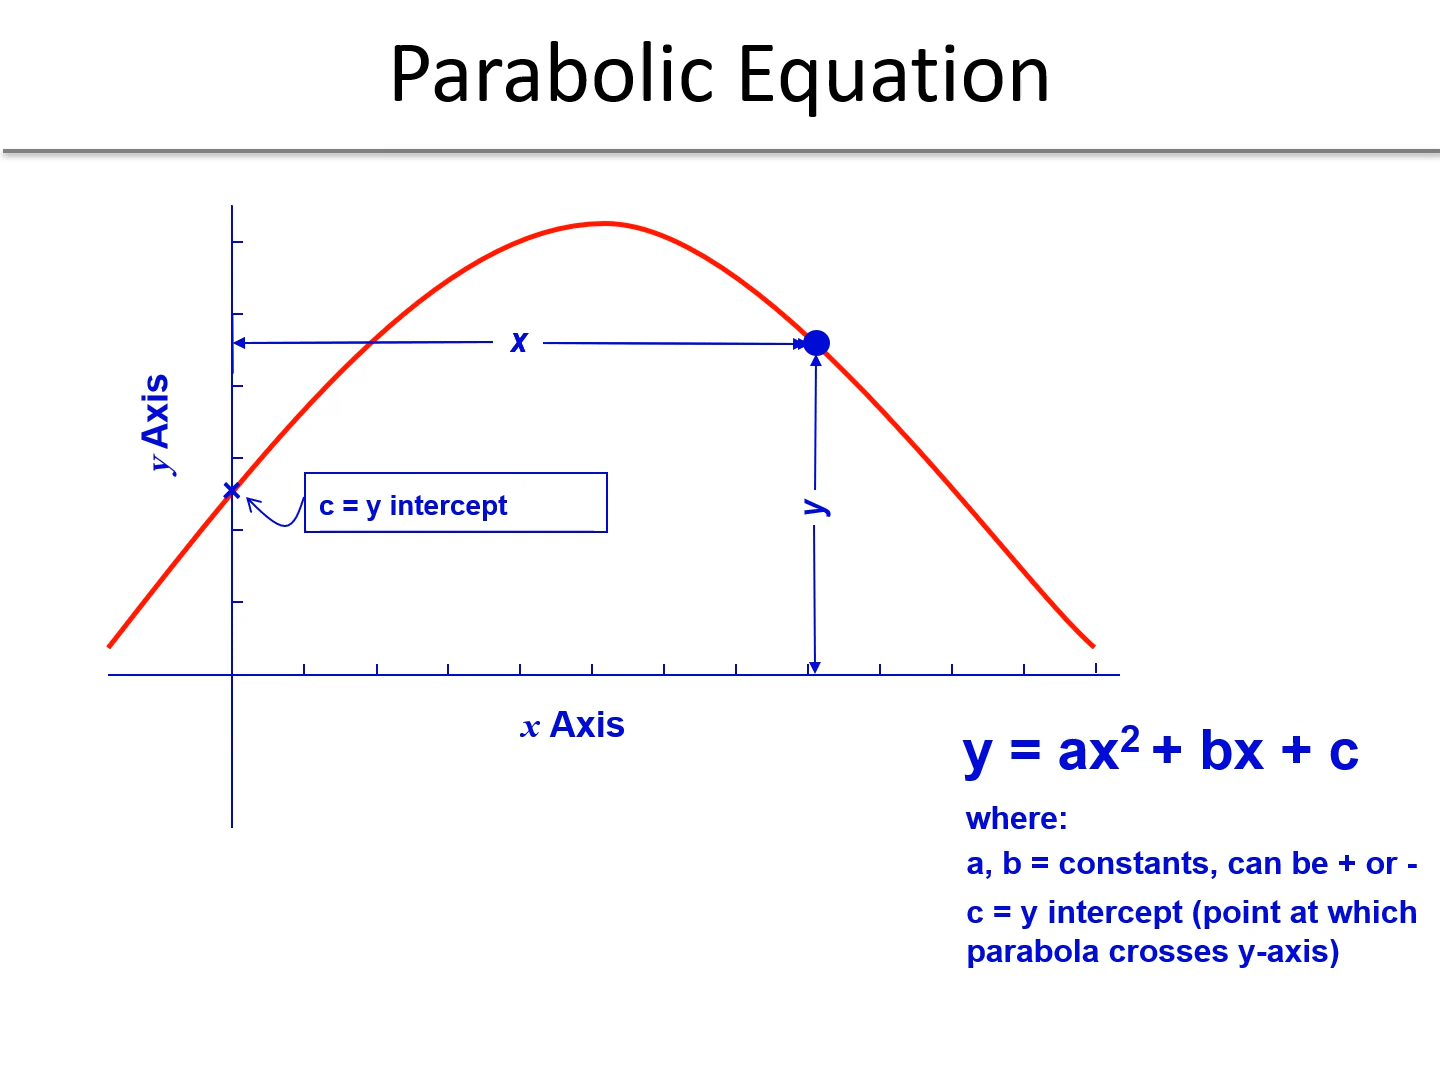 Parabolic Equation
x
y Axis
c = y intercept
y
x Axis
y = ax² + bx + c
where:
a, b = constants, can be + or -
c = y intercept (point at which
parabola crosses y-axis)